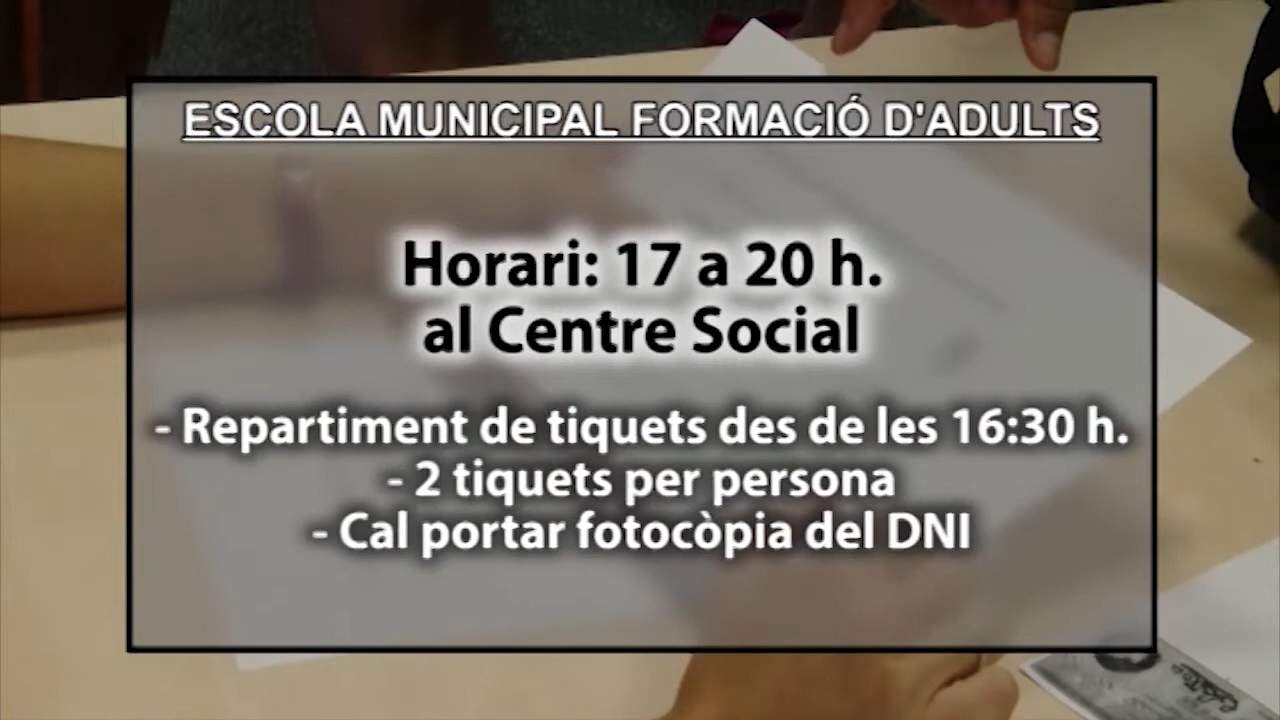 ESCOLA MUNICIPAL FORMACIÓ D'ADULTS
Horari: 17 a 20 h.
al Centre Social
- Repartiment de tiquets des de les 16:30 h.
- 2 tiquets per persona
- Cal portar fotocòpia del DNI